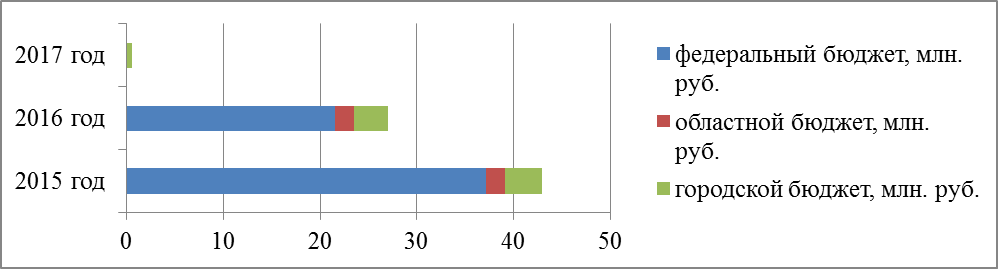 2017 год
2016 год
2015 год
0 10 20 30 40 50
федеральный бюджет, млн.
руб.
областной бюджет, млн.
руб.
городской бюджет, млн. руб.